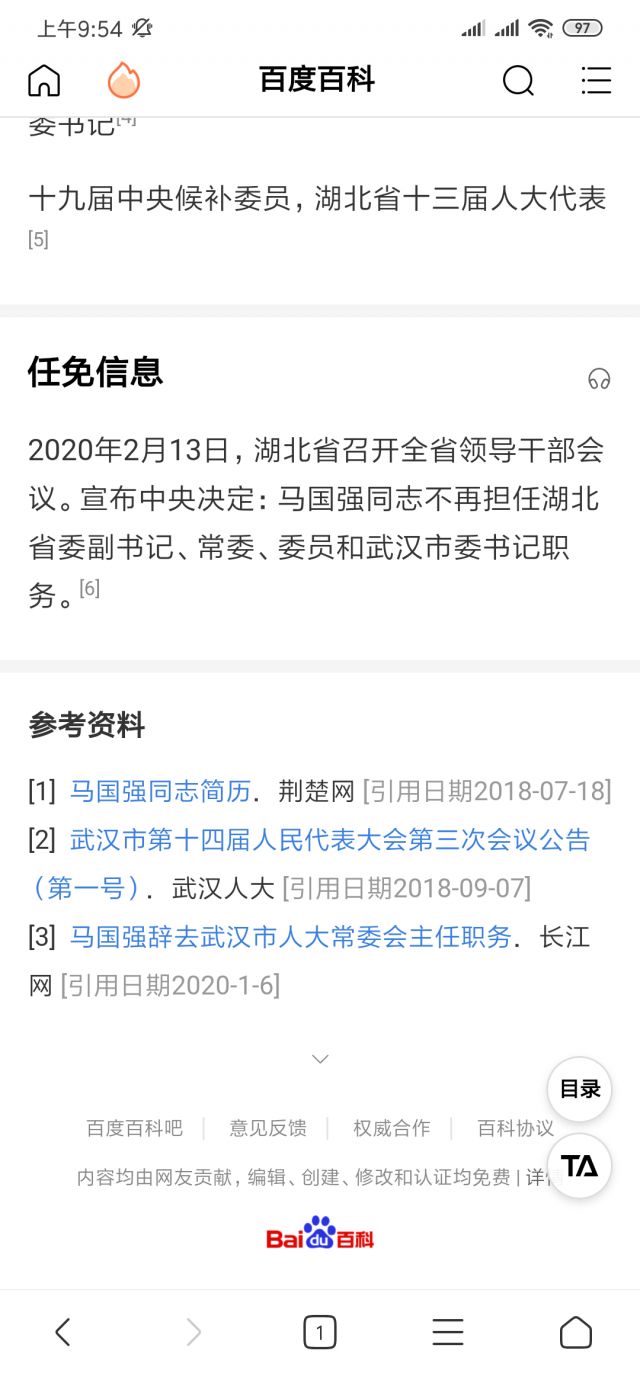 上午9:54
97
百度百科
委书记[4]
十九届中央候补委员，湖北省十三届人大代表
[5]
任免信息
2020年2月13日，湖北省召开全省领导干部会
议。宣布中央决定：马国强同志不再担任湖北
省委副书记、常委、委员和武汉市委书记职
务。[6]
参考资料
[1] 马国强同志简历．荆楚网 [引用日期2018-07-18]
[2] 武汉市第十四届人民代表大会第三次会议公告
（第一号）．武汉人大 [引用日期2018-09-07]
[3] 马国强辞去武汉市人大常委会主任职务．长江
网 [引用日期2020-1-6]
目录
百度百科吧 | 意见反馈 | 权威合作 | 百科协议
内容均由网友贡献，编辑、创建、修改和认证均免费 | 详情
TA
Bai du 百科
1